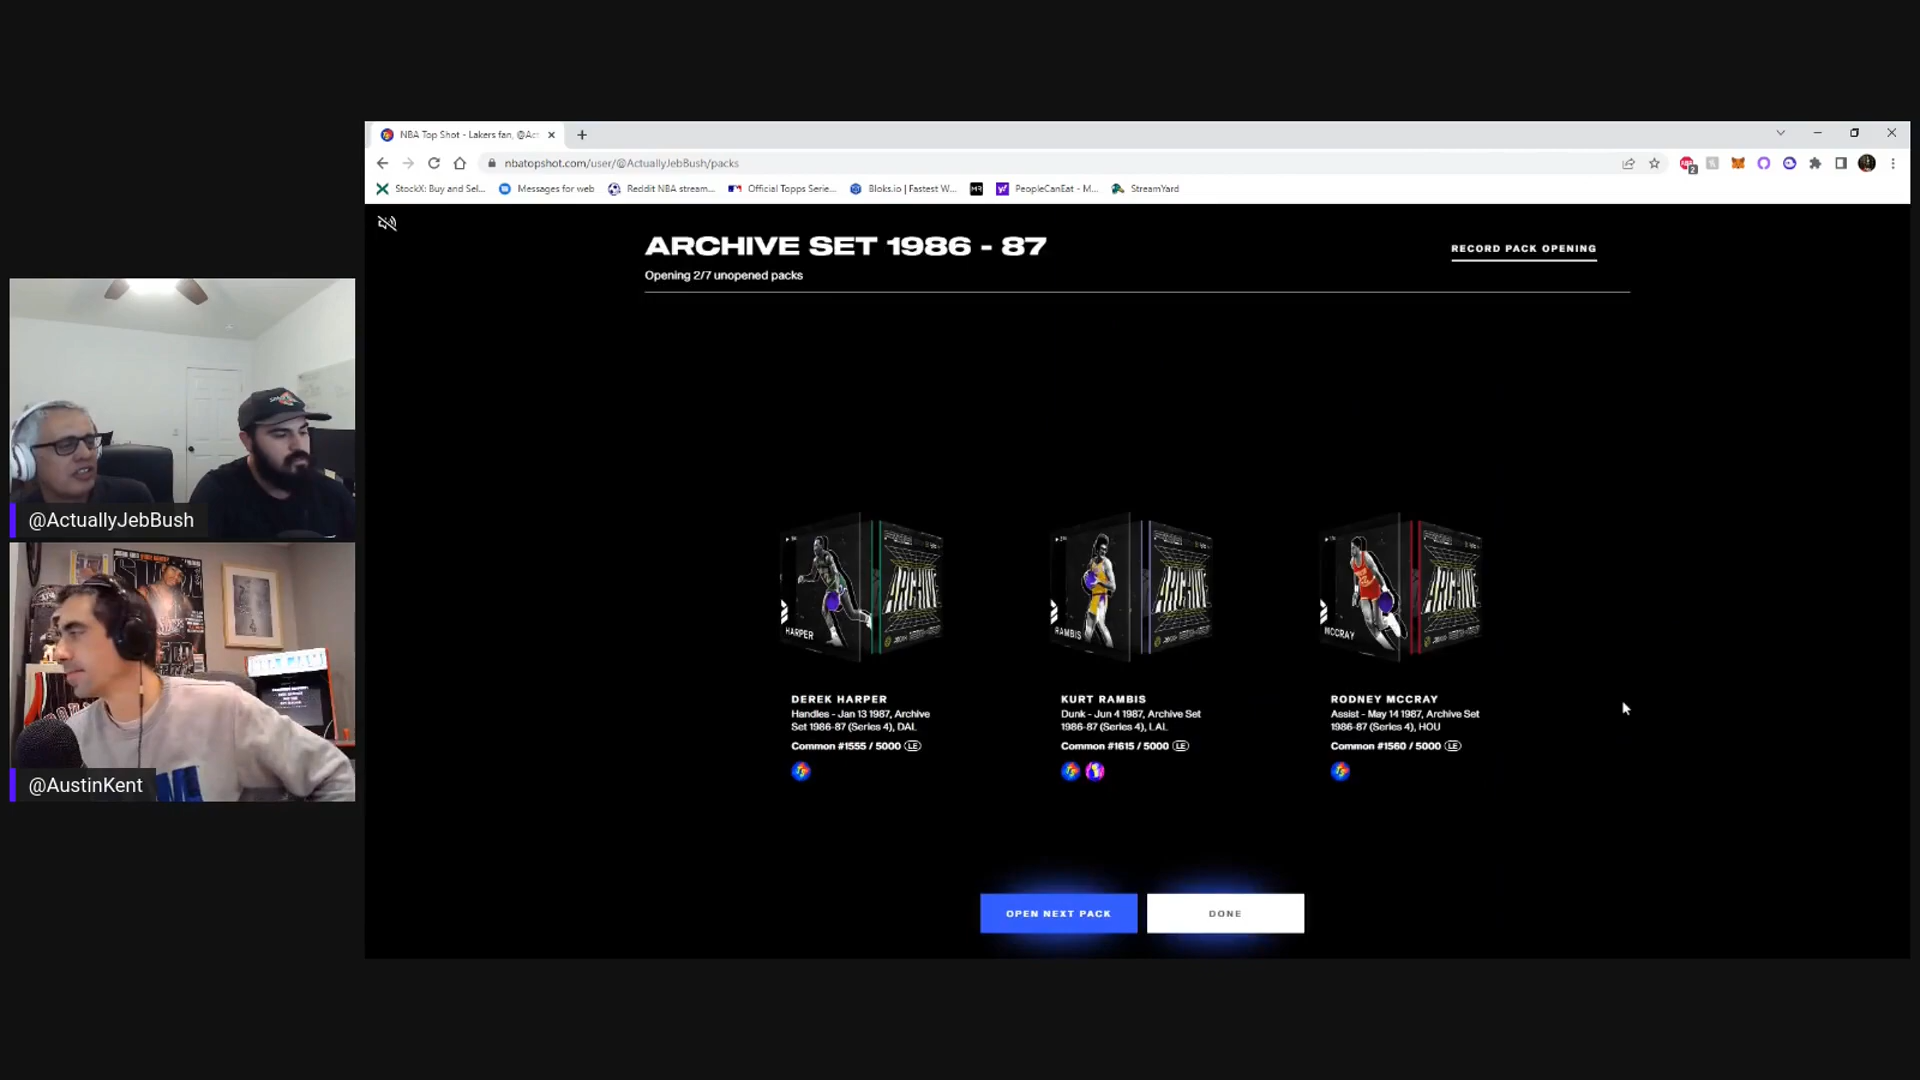 NBA Top Shot - Lakers fan, @Ac
nbatopshot.com/user/@ActuallyJebBush/packs
StockX: Buy and Sel...
Messages for web
Reddit NBA stream...
Official Topps Serie...
Bloks.io | Fastest W...
PeopleCanEat - M...
StreamYard
ARCHIVE SET 1986 - 87
RECORD PACK OPENING
Opening 2/7 unopened packs
HARPER
ARCHIVE
RAMBIS
ARCHIVE
MCCRAY
ARCHIVE
DEREK HARPER
Handles - Jan 13 1987, Archive
Set 1986-87 (Series 4), DAL
Common #1555 / 5000 LE
KURT RAMBIS
Dunk - Jun 4 1987, Archive Set
1986-87 (Series 4), LAL
Common #1615 / 5000 LE
RODNEY MCCRAY
Assist - May 14 1987, Archive Set
1986-87 (Series 4), HOU
Common #1560 / 5000 LE
OPEN NEXT PACK
DONE
@ActuallyJebBush
@AustinKent